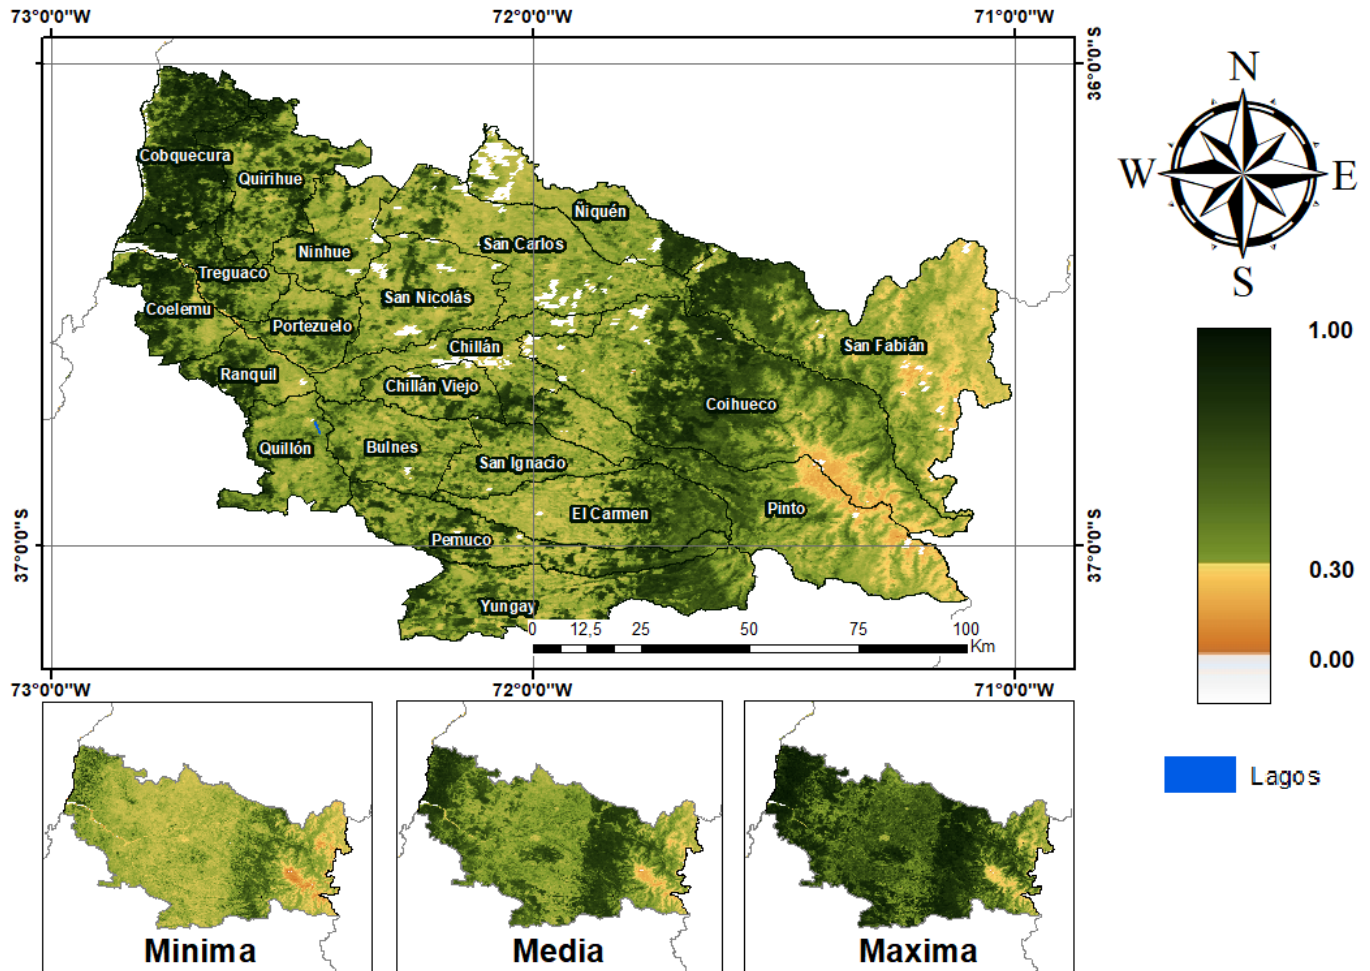 73°0'0"W
72°0'0"W
71°0'0"W
36°0'0"S
N
W
E
S
Cobquecura
Quirihue
Ñiquén
San Carlos
Ninhue
Treguaco
San Nicolás
Coelemu
Portezuelo
Chillán
San Fabián
Ranquil
Chillán Viejo
Coihueco
Quillón
Bulnes
San Ignacio
El Carmen
Pinto
Pemuco
Yungay
37°0'0"S
37°0'0"S
0 12,5 25 50 75 100
Km
73°0'0"W
72°0'0"W
71°0'0"W
1.00
0.30
0.00
Lagos
Minima
Media
Maxima